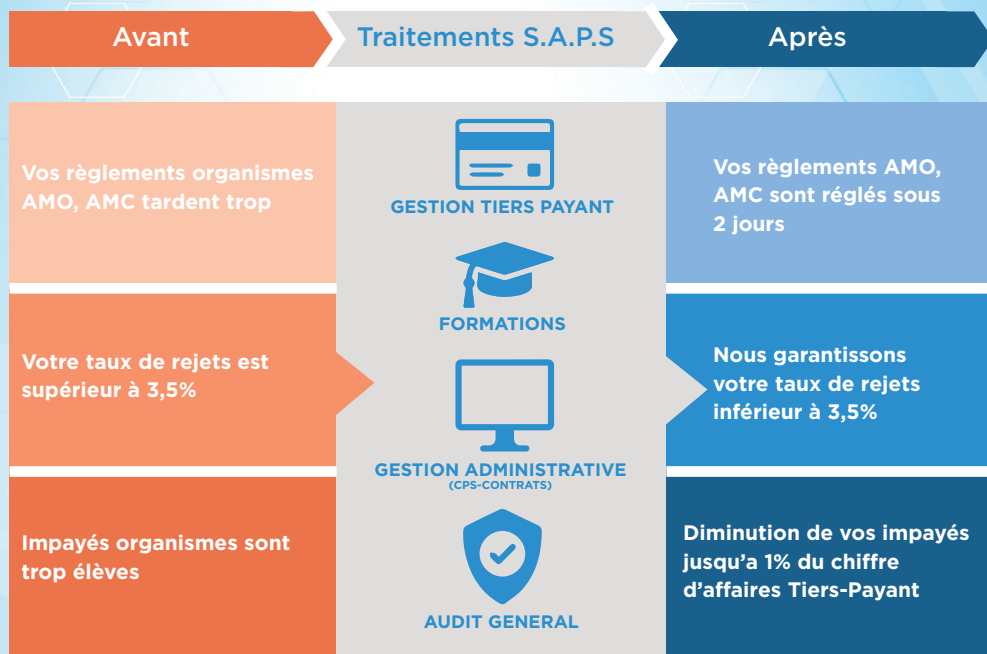 Avant
Traitements S.A.P.S
Après
Vos règlements organismes
AMO, AMC tardent trop
Votre taux de rejets est
supérieur à 3,5%
Impayés organismes sont
trop élèves
GESTION TIERS PAYANT
FORMATIONS
GESTION ADMINISTRATIVE
(CPS-CONTRATS)
AUDIT GENERAL
Vos règlements AMO,
AMC sont réglés sous
2 jours
Nous garantissons
votre taux de rejets
inférieur à 3,5%
Diminution de vos impayés
jusqu’a 1% du chiffre
d’affaires Tiers-Payant